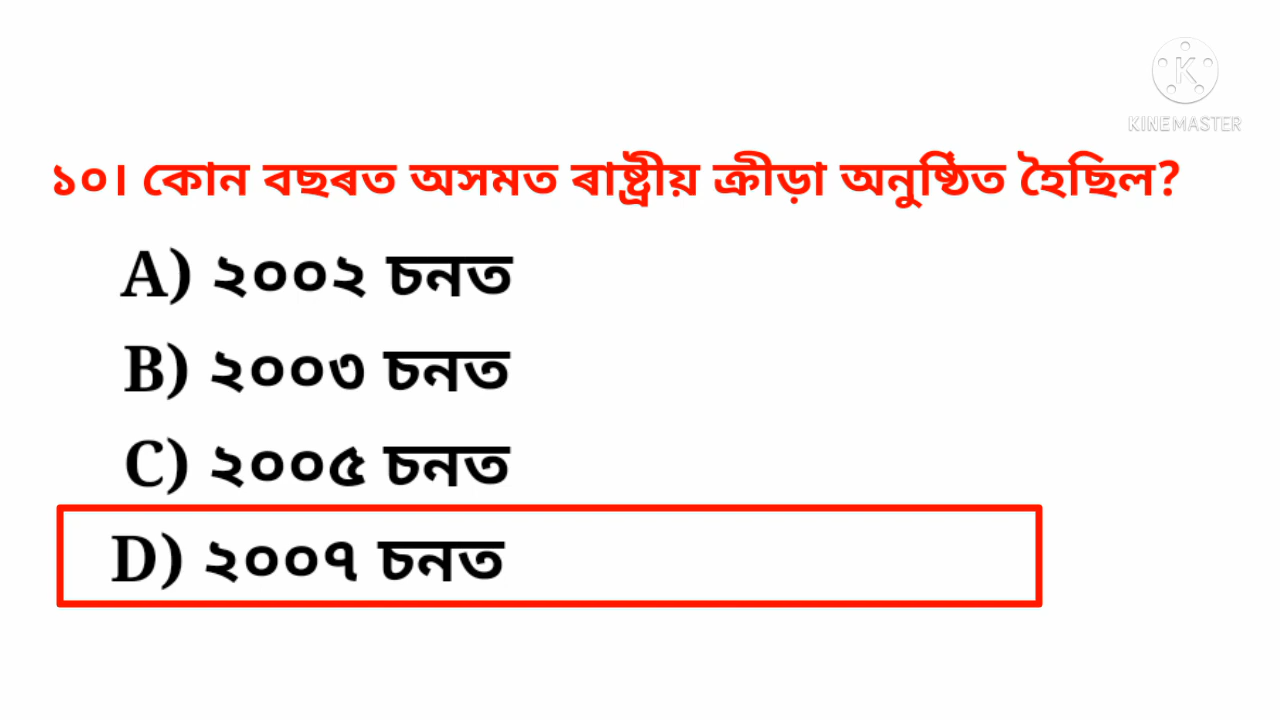 KINEMASTER
১০। কোন বছৰত অসমত ৰাষ্ট্ৰীয় ক্ৰীড়া অনুষ্ঠিত হৈছিল?
A) ২০০২ চনত
B) ২০০৩ চনত
C) ২০০৫ চনত
D) ২০০৭ চনত